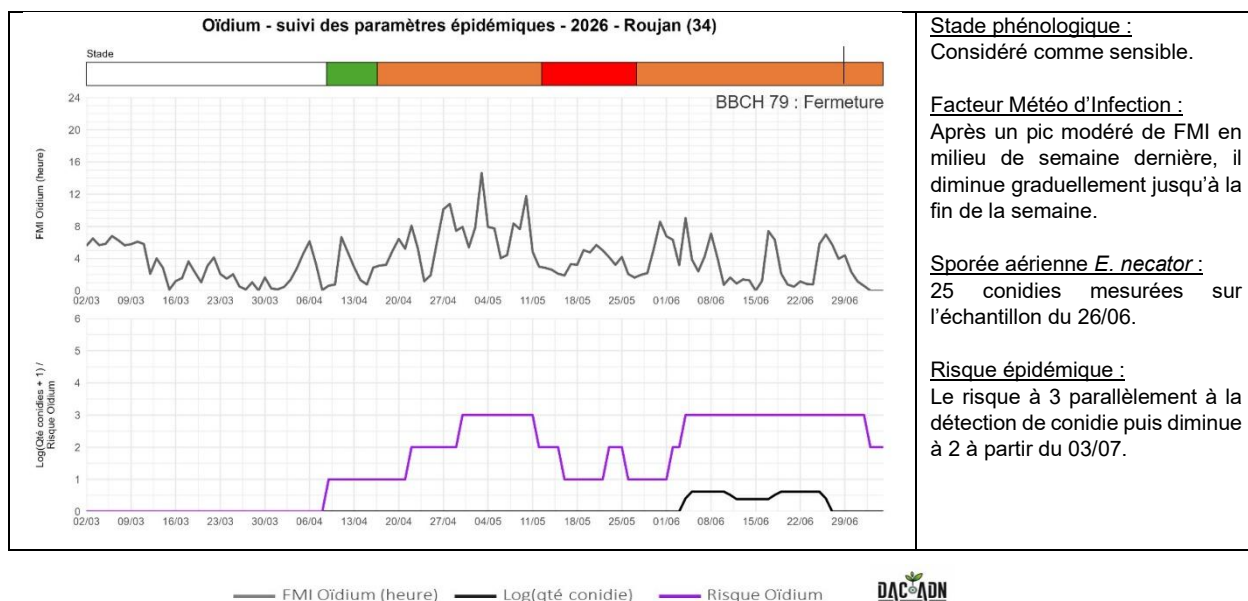 Oïdium - suivi des paramètres épidémiques - 2026 - Roujan (34)
Stade
BBCH 79 : Fermeture
FMI Oïdium (heure)
24
20
16
12
8
4
0
02/03 09/03 16/03 23/03 30/03 06/04 13/04 20/04 27/04 04/05 11/05 18/05 25/05 01/06 08/06 15/06 22/06 29/06
Log(Qté conidies + 1) /
Risque Oïdium
6
5
4
3
2
1
0
02/03 09/03 16/03 23/03 30/03 06/04 13/04 20/04 27/04 04/05 11/05 18/05 25/05 01/06 08/06 15/06 22/06 29/06
Stade phénologique :
Considéré comme sensible.
Facteur Météo d’Infection :
Après un pic modéré de FMI en
milieu de semaine dernière, il
diminue graduellement jusqu’à la
fin de la semaine.
Sporée aérienne E. necator :
25 conidies mesurées sur
l’échantillon du 26/06.
Risque épidémique :
Le risque à 3 parallèlement à la
détection de conidie puis diminue
à 2 à partir du 03/07.
FMI Oïdium (heure) Log(qté conidie) Risque Oïdium
DAC ADN